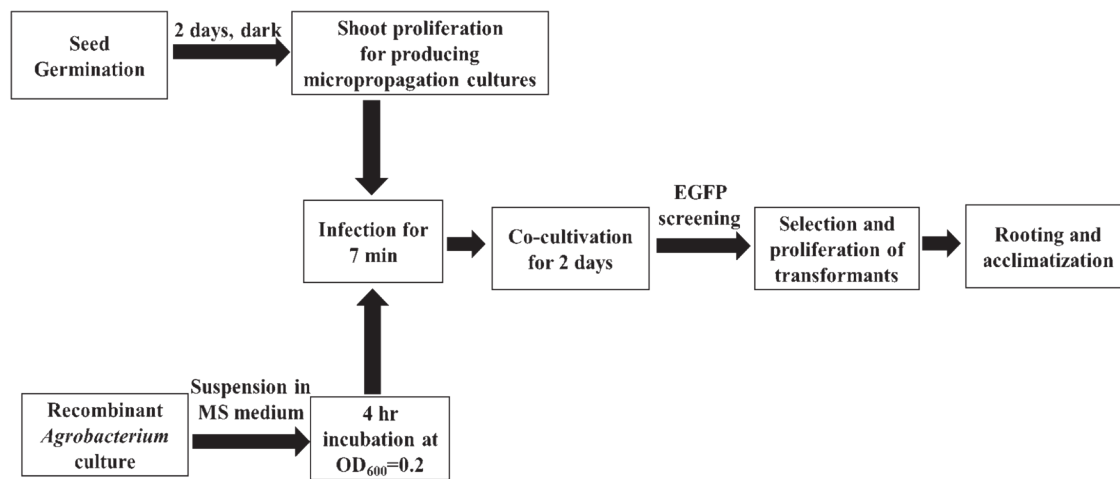 Seed
Germination
2 days, dark
Shoot proliferation
for producing
micropropagation cultures
Infection for
7 min
Co-cultivation
for 2 days
EGFP
screening
Selection and
proliferation of
transformants
Rooting and
acclimatization
Recombinant
Agrobacterium
culture
Suspension in
MS medium
4 hr
incubation at
OD₆₀₀=0.2